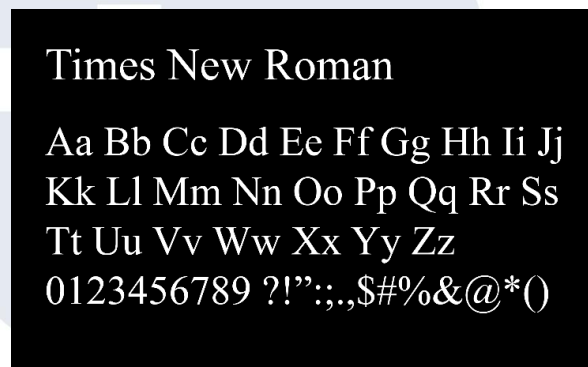 Times New Roman
Aa Bb Cc Dd Ee Ff Gg Hh Ii Jj
Kk Ll Mm Nn Oo Pp Qq Rr Ss
Tt Uu Vv Ww Xx Yy Zz
0123456789 ?!”:;.,$#%&@*()